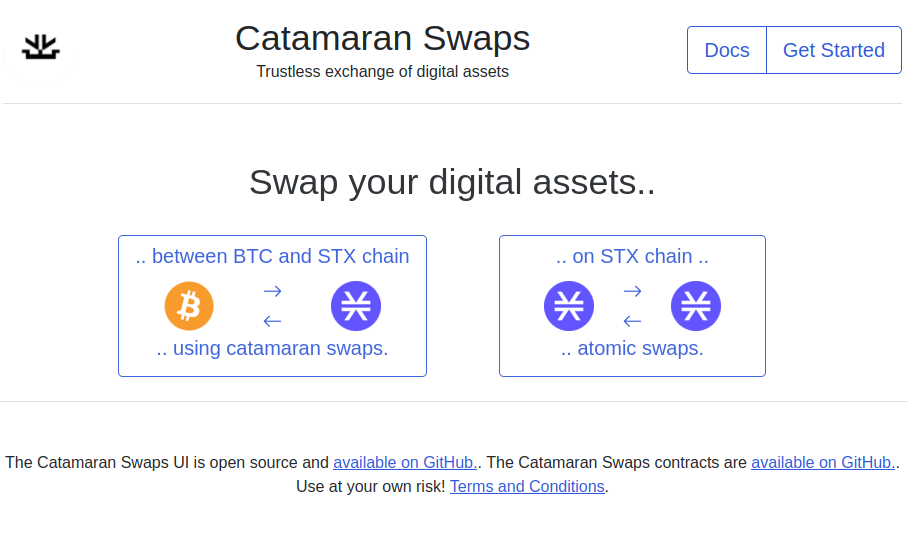 Catamaran Swaps
Trustless exchange of digital assets
Docs
Get Started
Swap your digital assets..
.. between BTC and STX chain
.. using catamaran swaps.
.. on STX chain ..
.. atomic swaps.
The Catamaran Swaps UI is open source and available on GitHub.. The Catamaran Swaps contracts are available on GitHub..
Use at your own risk! Terms and Conditions.